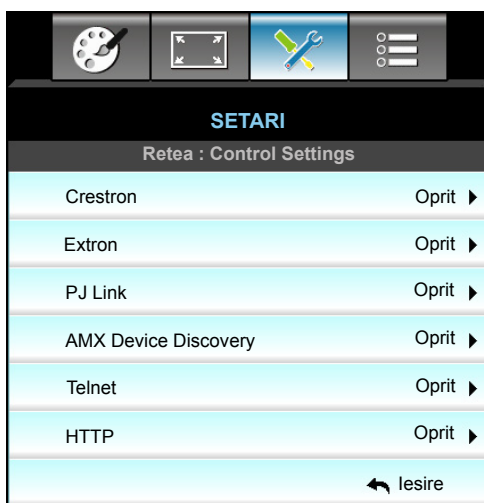 SETARI
Retea : Control Settings
Crestron Oprit
Extron Oprit
PJ Link Oprit
AMX Device Discovery Oprit
Telnet Oprit
HTTP Oprit
Iesire